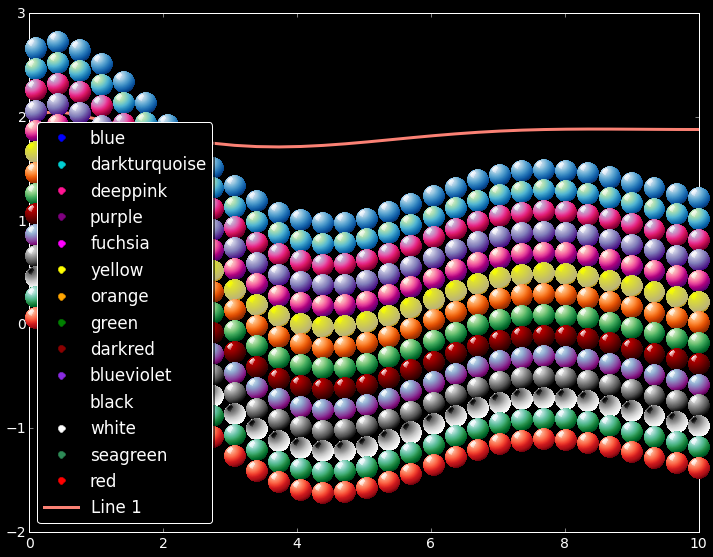 3
2
1
0
−1
−2
0
2
4
6
8
10
blue
darkturquoise
deeppink
purple
fuchsia
yellow
orange
green
darkred
blueviolet
black
white
seagreen
red
Line 1